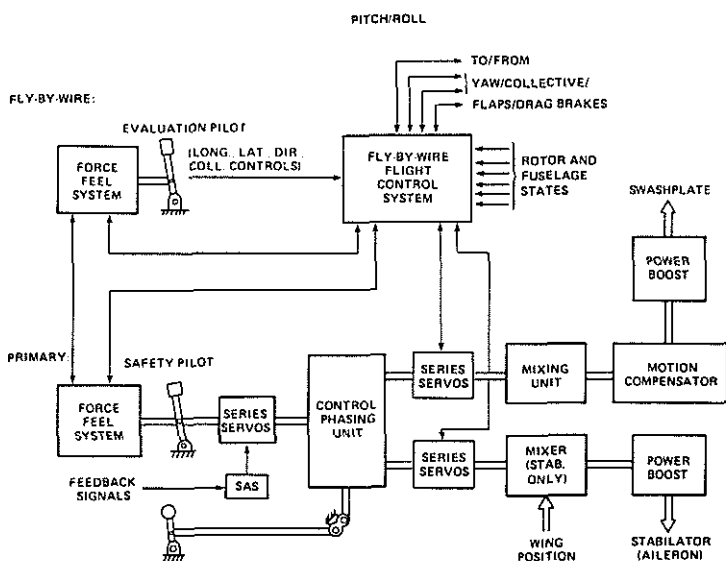 PITCH/ROLL
TO/FROM
YAW/COLLECTIVE/
FLAPS/DRAG BRAKES
FLY-BY-WIRE:
EVALUATION PILOT
(LONG., LAT., DIR.,
COLL. CONTROLS)
FORCE
FEEL
SYSTEM
FLY-BY-WIRE
FLIGHT
CONTROL
SYSTEM
ROTOR AND
FUSELAGE
STATES
SWASHPLATE
POWER
BOOST
PRIMARY:
SAFETY PILOT
FORCE
FEEL
SYSTEM
SERIES
SERVOS
CONTROL
PHASING
UNIT
SERIES
SERVOS
MIXING
UNIT
MOTION
COMPENSATOR
SERIES
SERVOS
MIXER
(STAB.
ONLY)
POWER
BOOST
FEEDBACK
SIGNALS
SAS
WING
POSITION
STABILATOR
(AILERON)